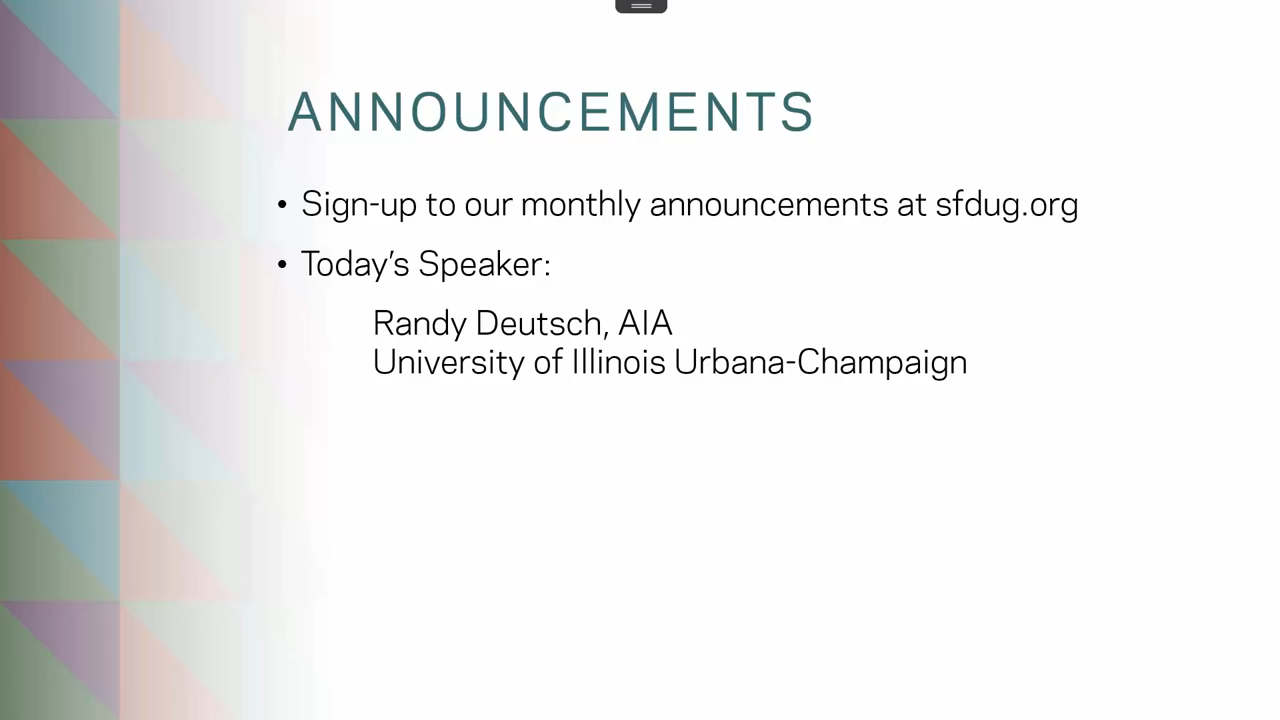 ANNOUNCEMENTS
• Sign-up to our monthly announcements at sfdug.org
• Today’s Speaker:
Randy Deutsch, AIA
University of Illinois Urbana-Champaign